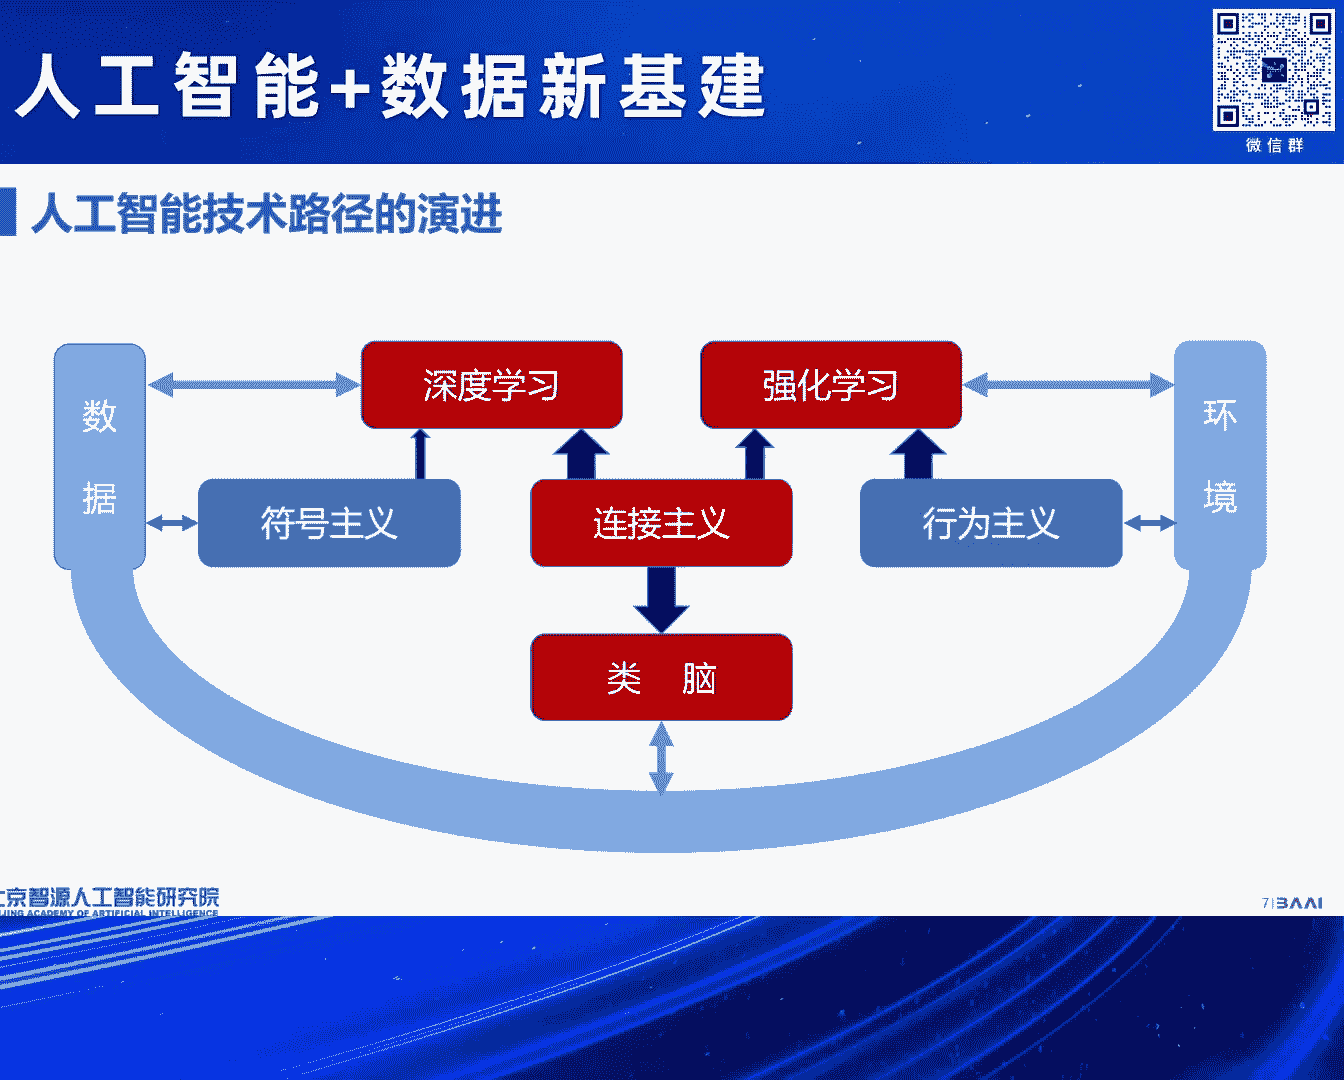 人工智能+数据新基建
微信群
人工智能技术路径的演进
数据
深度学习
强化学习
环境
符号主义
连接主义
行为主义
类 脑
京智源人工智能研究院
JING ACADEMY OF ARTIFICIAL INTELLIGENCE
7|BAAI